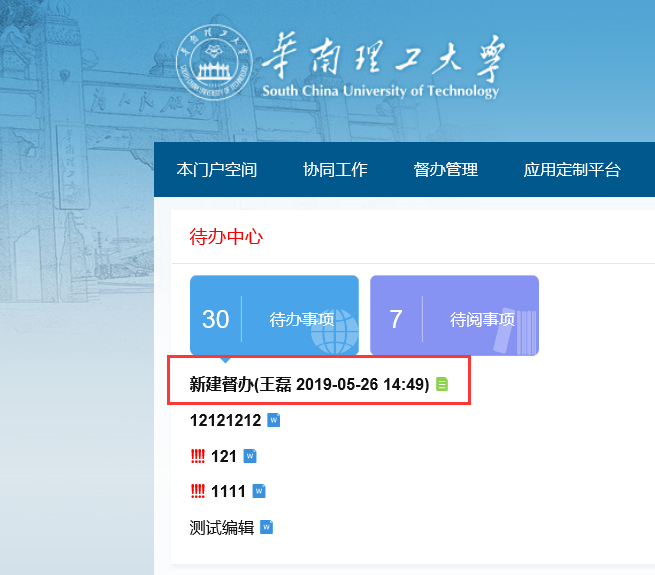 華南理工大學
South China University of Technology
本门户空间 协同工作 督办管理 应用定制平台
待办中心
30 待办事项 7 待阅事项
新建督办(王磊 2019-05-26 14:49)
12121212
!!!! 121
!!!! 1111
测试编辑